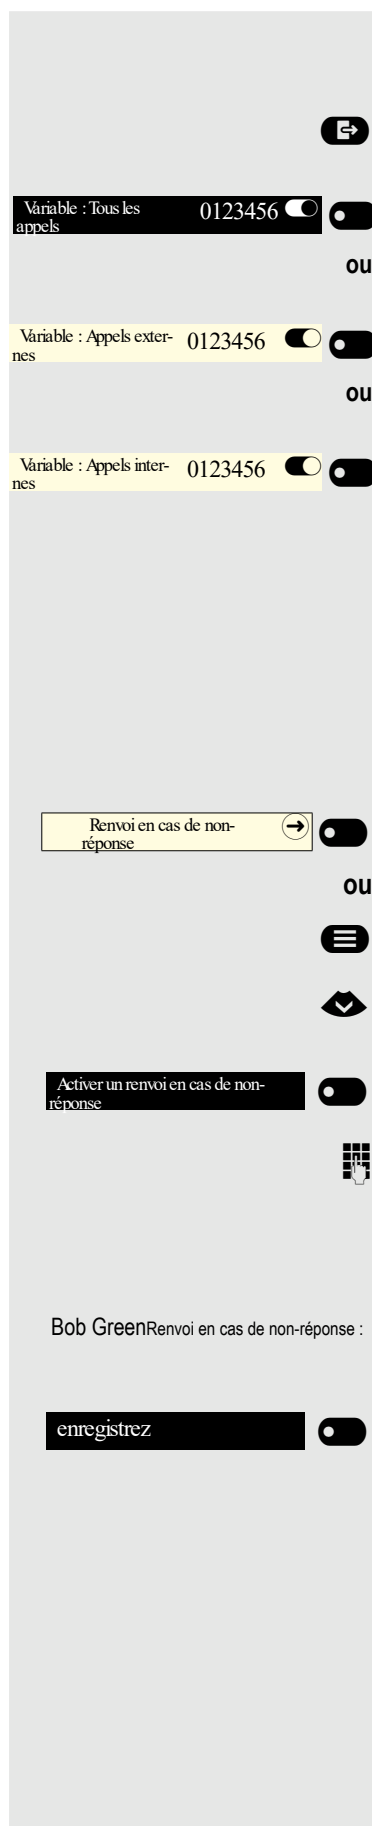 Variable : Tous les 0123456
appels
ou
Variable : Appels exter- 0123456
nes
ou
Variable : Appels inter- 0123456
nes
Renvoi en cas de non-
réponse
ou
Activer un renvoi en cas de non-
réponse
Bob GreenRenvoi en cas de non-réponse :
enregistrez